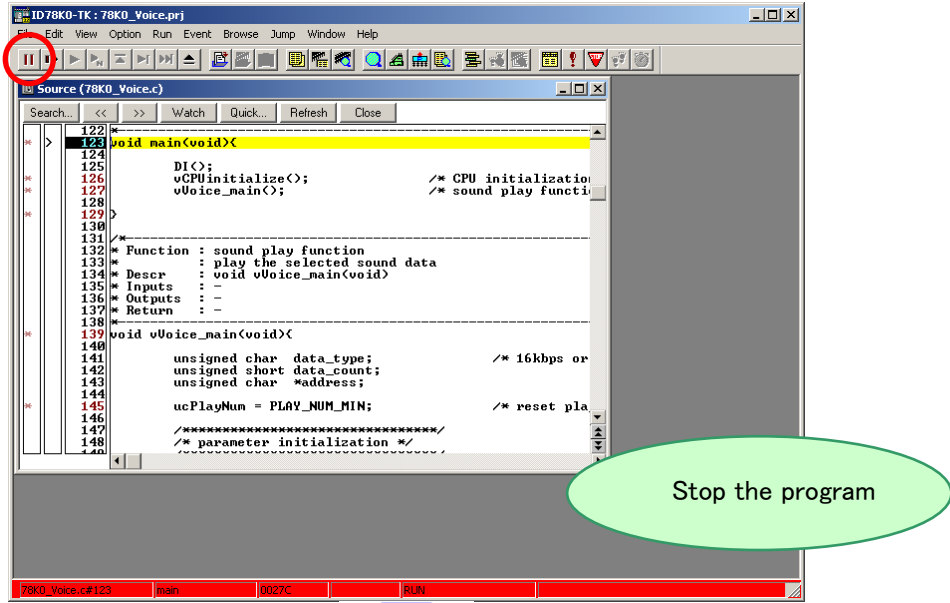 ID78K0-TK : 78K0_Voice.prj
File Edit View Option Run Event Browse Jump Window Help
Source (78K0_Voice.c)
Search... << >> Watch Quick... Refresh Close
122 *------------------------------------------------------------
* > 123 void main(void){
124
125 DI();
* 126 vCPUinitialize(); /* CPU initialization
* 127 vVoice_main(); /* sound play functi
128
* 129 }
130
131 /*------------------------------------------------------------
132 * Function : sound play function
133 * : play the selected sound data
134 * Descr : void vVoice_main(void)
135 * Inputs : -
136 * Outputs : -
137 * Return : -
138 *------------------------------------------------------------
* 139 void vVoice_main(void){
140
141 unsigned char data_type; /* 16kbps or
142 unsigned short data_count;
143 unsigned char *address;
144
* 145 ucPlayNum = PLAY_NUM_MIN; /* reset pla
146
147 /********************************/
148 /* parameter initialization */
149
Stop the program
78K0_Voice.c#123 main 0027C RUN